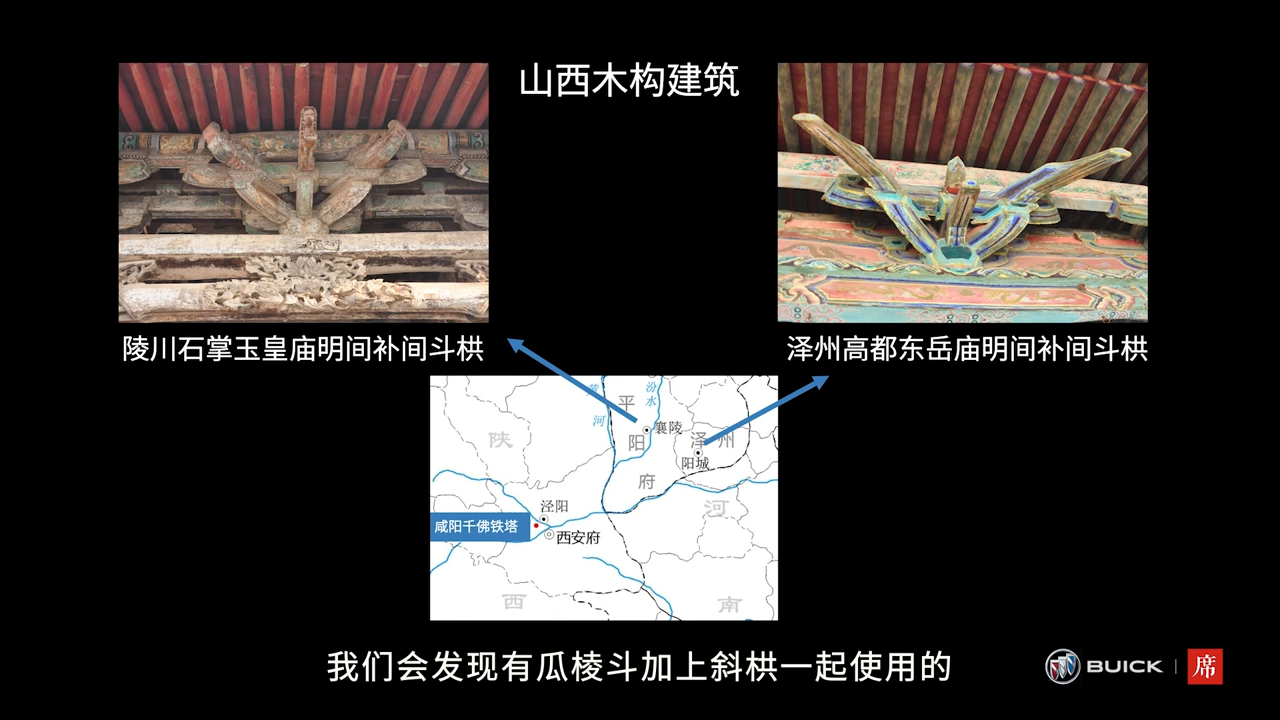 山西木构建筑
陵川石掌玉皇庙明间补间斗栱
泽州高都东岳庙明间补间斗栱
黄
河
汾
水
平
阳
府
襄陵
泽州
阳城
陕
西
河
南
泾阳
咸阳千佛铁塔
西安府
我们会发现有瓜棱斗加上斜栱一起使用的
BUICK
席